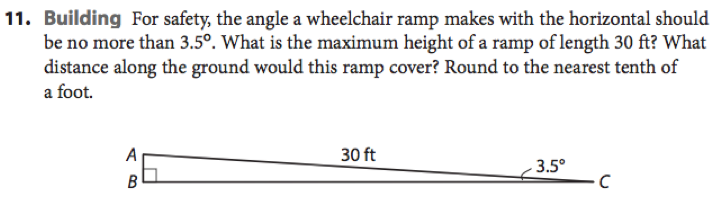 11. Building For safety, the angle a wheelchair ramp makes with the horizontal should
be no more than 3.5°. What is the maximum height of a ramp of length 30 ft? What
distance along the ground would this ramp cover? Round to the nearest tenth of
a foot.
A
30 ft
3.5°
B
C